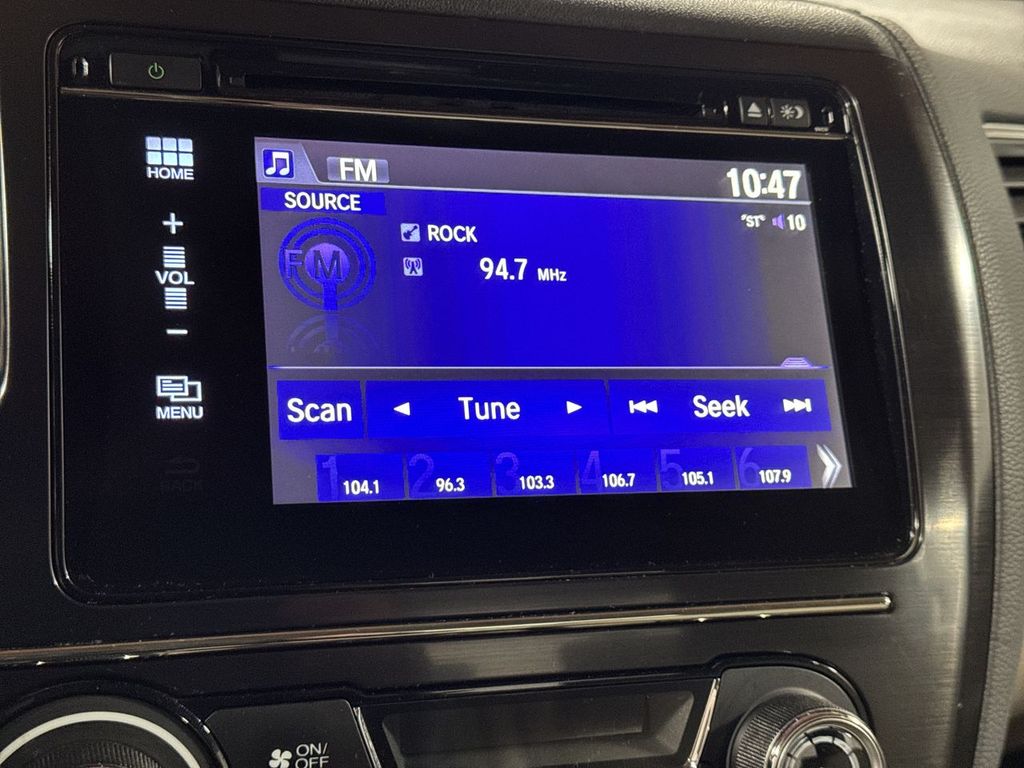 HOME
+
VOL
−
MENU
BACK
FM
10:47
SOURCE
"ST" 10
FM
ROCK
94.7 MHz
Scan
Tune
Seek
1 104.1
2 96.3
3 103.3
4 106.7
5 105.1
6 107.9
ON/
OFF